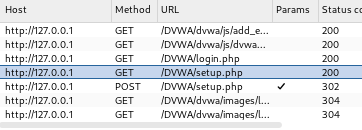 Host Method URL Params Status co
http://127.0.0.1 GET /DVWA/dvwa/js/add_e... 200
http://127.0.0.1 GET /DVWA/dvwa/js/dvwa... 200
http://127.0.0.1 GET /DVWA/login.php 200
http://127.0.0.1 GET /DVWA/setup.php 200
http://127.0.0.1 POST /DVWA/setup.php ✓ 302
http://127.0.0.1 GET /DVWA/dvwa/images/l... 304
http://127.0.0.1 GET /DVWA/dvwa/images/l... 304